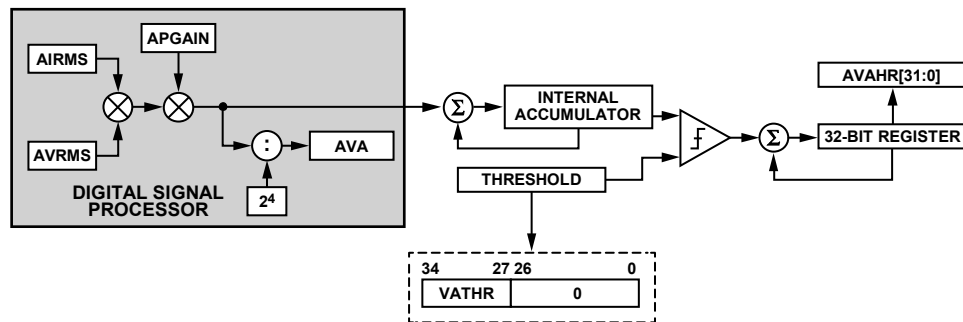 AIRMS
APGAIN
AVRMS
:
AVA
2⁴
DIGITAL SIGNAL
PROCESSOR
Σ
INTERNAL
ACCUMULATOR
THRESHOLD
Σ
AVAHR[31:0]
32-BIT REGISTER
34 27 26 0
VATHR 0